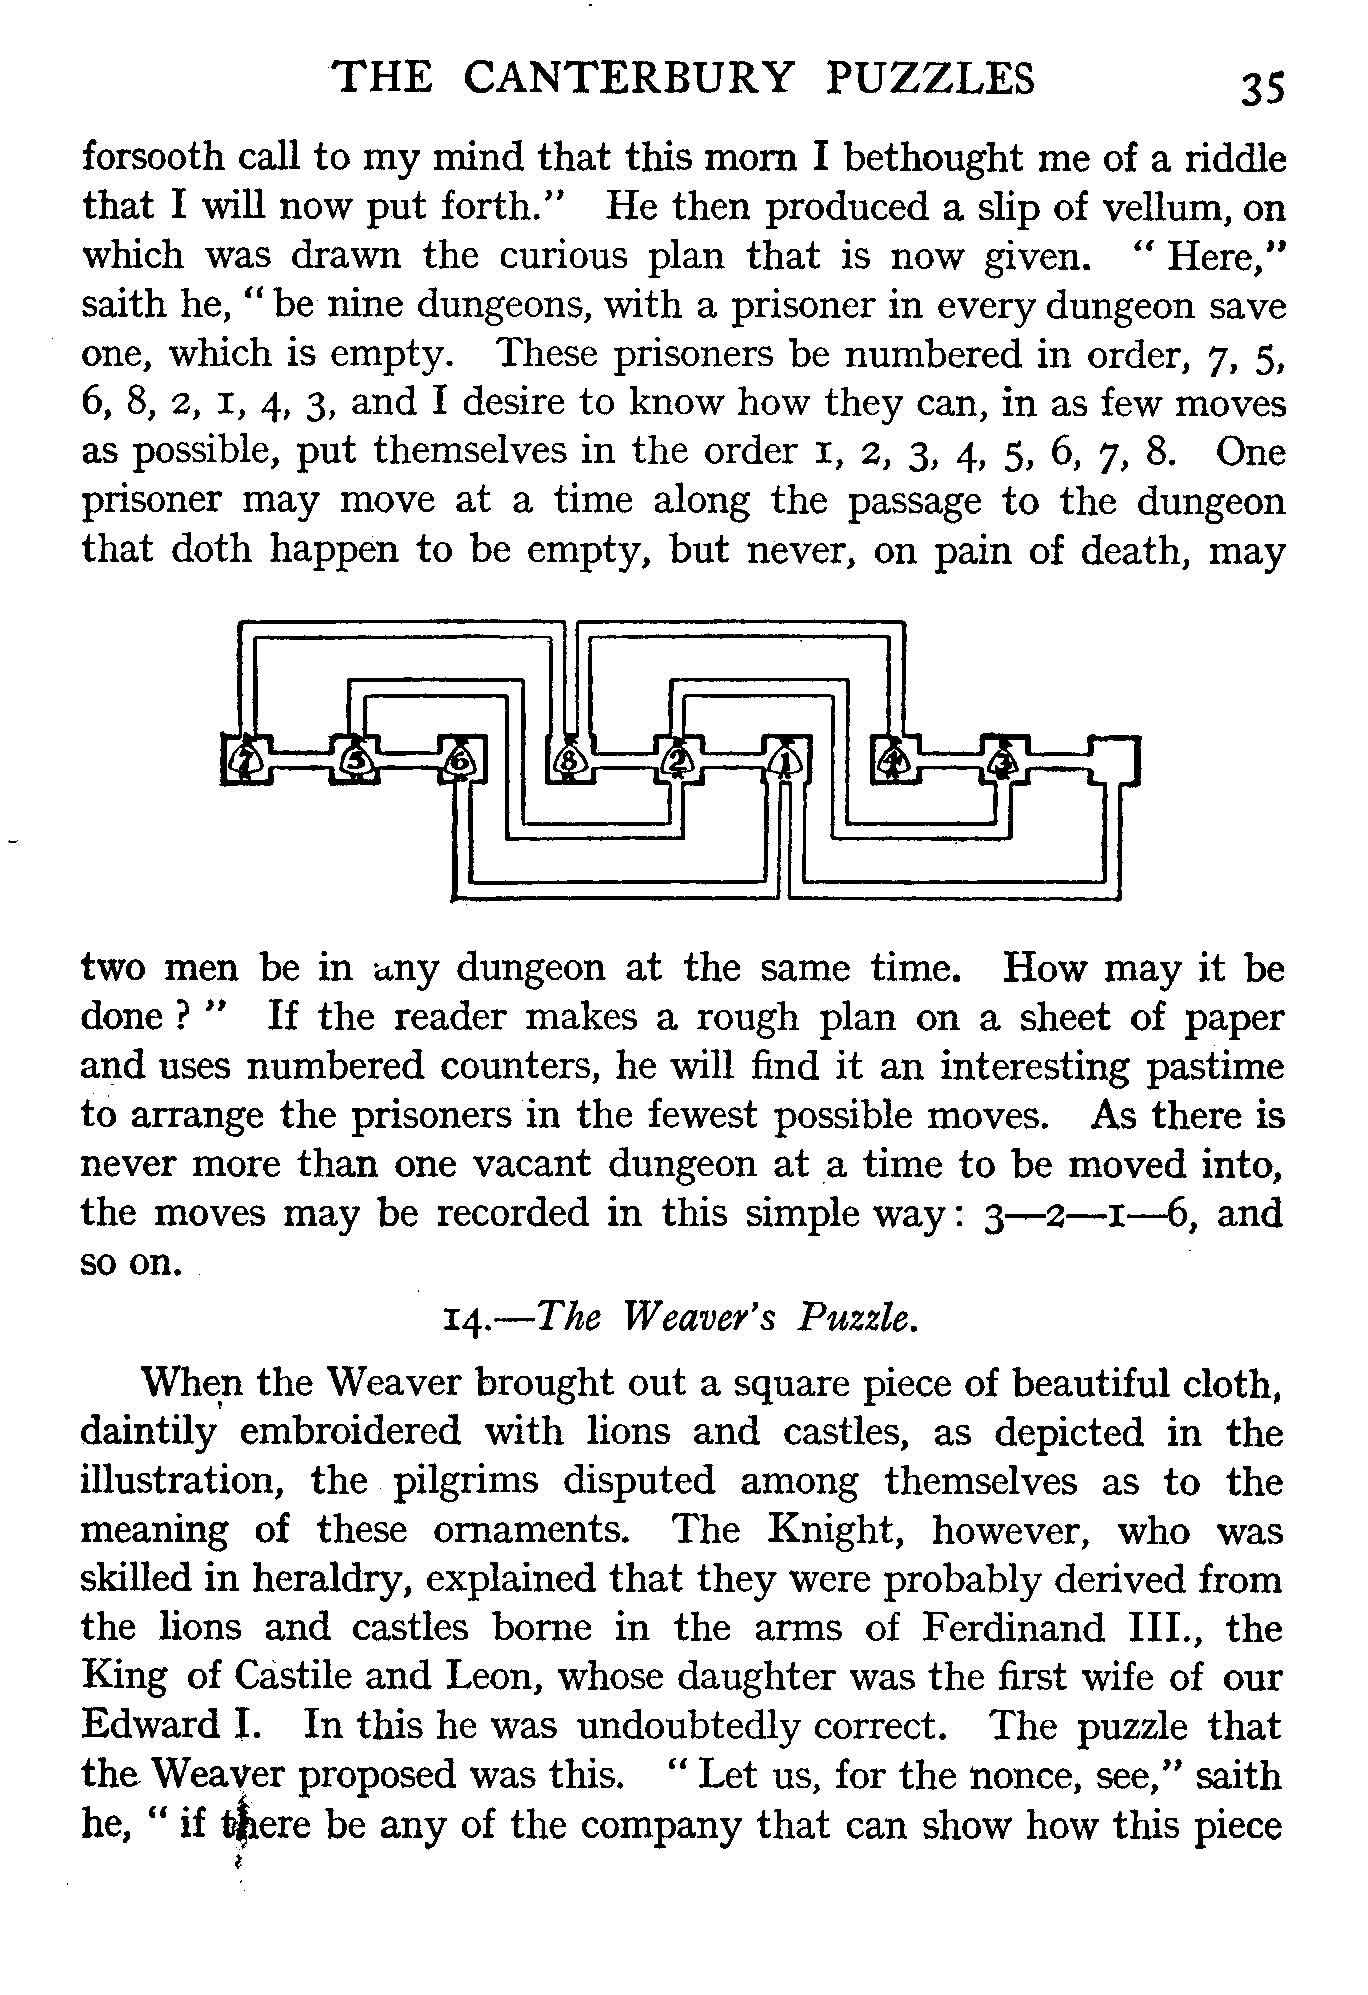 THE CANTERBURY PUZZLES 35
forsooth call to my mind that this morn I bethought me of a riddle
that I will now put forth." He then produced a slip of vellum, on
which was drawn the curious plan that is now given. "Here,"
saith he, "be nine dungeons, with a prisoner in every dungeon save
one, which is empty. These prisoners be numbered in order, 7, 5,
6, 8, 2, 1, 4, 3, and I desire to know how they can, in as few moves
as possible, put themselves in the order 1, 2, 3, 4, 5, 6, 7, 8. One
prisoner may move at a time along the passage to the dungeon
that doth happen to be empty, but never, on pain of death, may
7 5 6 8 2 1 4 3
two men be in any dungeon at the same time. How may it be
done?" If the reader makes a rough plan on a sheet of paper
and uses numbered counters, he will find it an interesting pastime
to arrange the prisoners in the fewest possible moves. As there is
never more than one vacant dungeon at a time to be moved into,
the moves may be recorded in this simple way: 3—2—1—6, and
so on.
14.—The Weaver's Puzzle.
When the Weaver brought out a square piece of beautiful cloth,
daintily embroidered with lions and castles, as depicted in the
illustration, the pilgrims disputed among themselves as to the
meaning of these ornaments. The Knight, however, who was
skilled in heraldry, explained that they were probably derived from
the lions and castles borne in the arms of Ferdinand III., the
King of Castile and Leon, whose daughter was the first wife of our
Edward I. In this he was undoubtedly correct. The puzzle that
the Weaver proposed was this. "Let us, for the nonce, see," saith
he, "if there be any of the company that can show how this piece